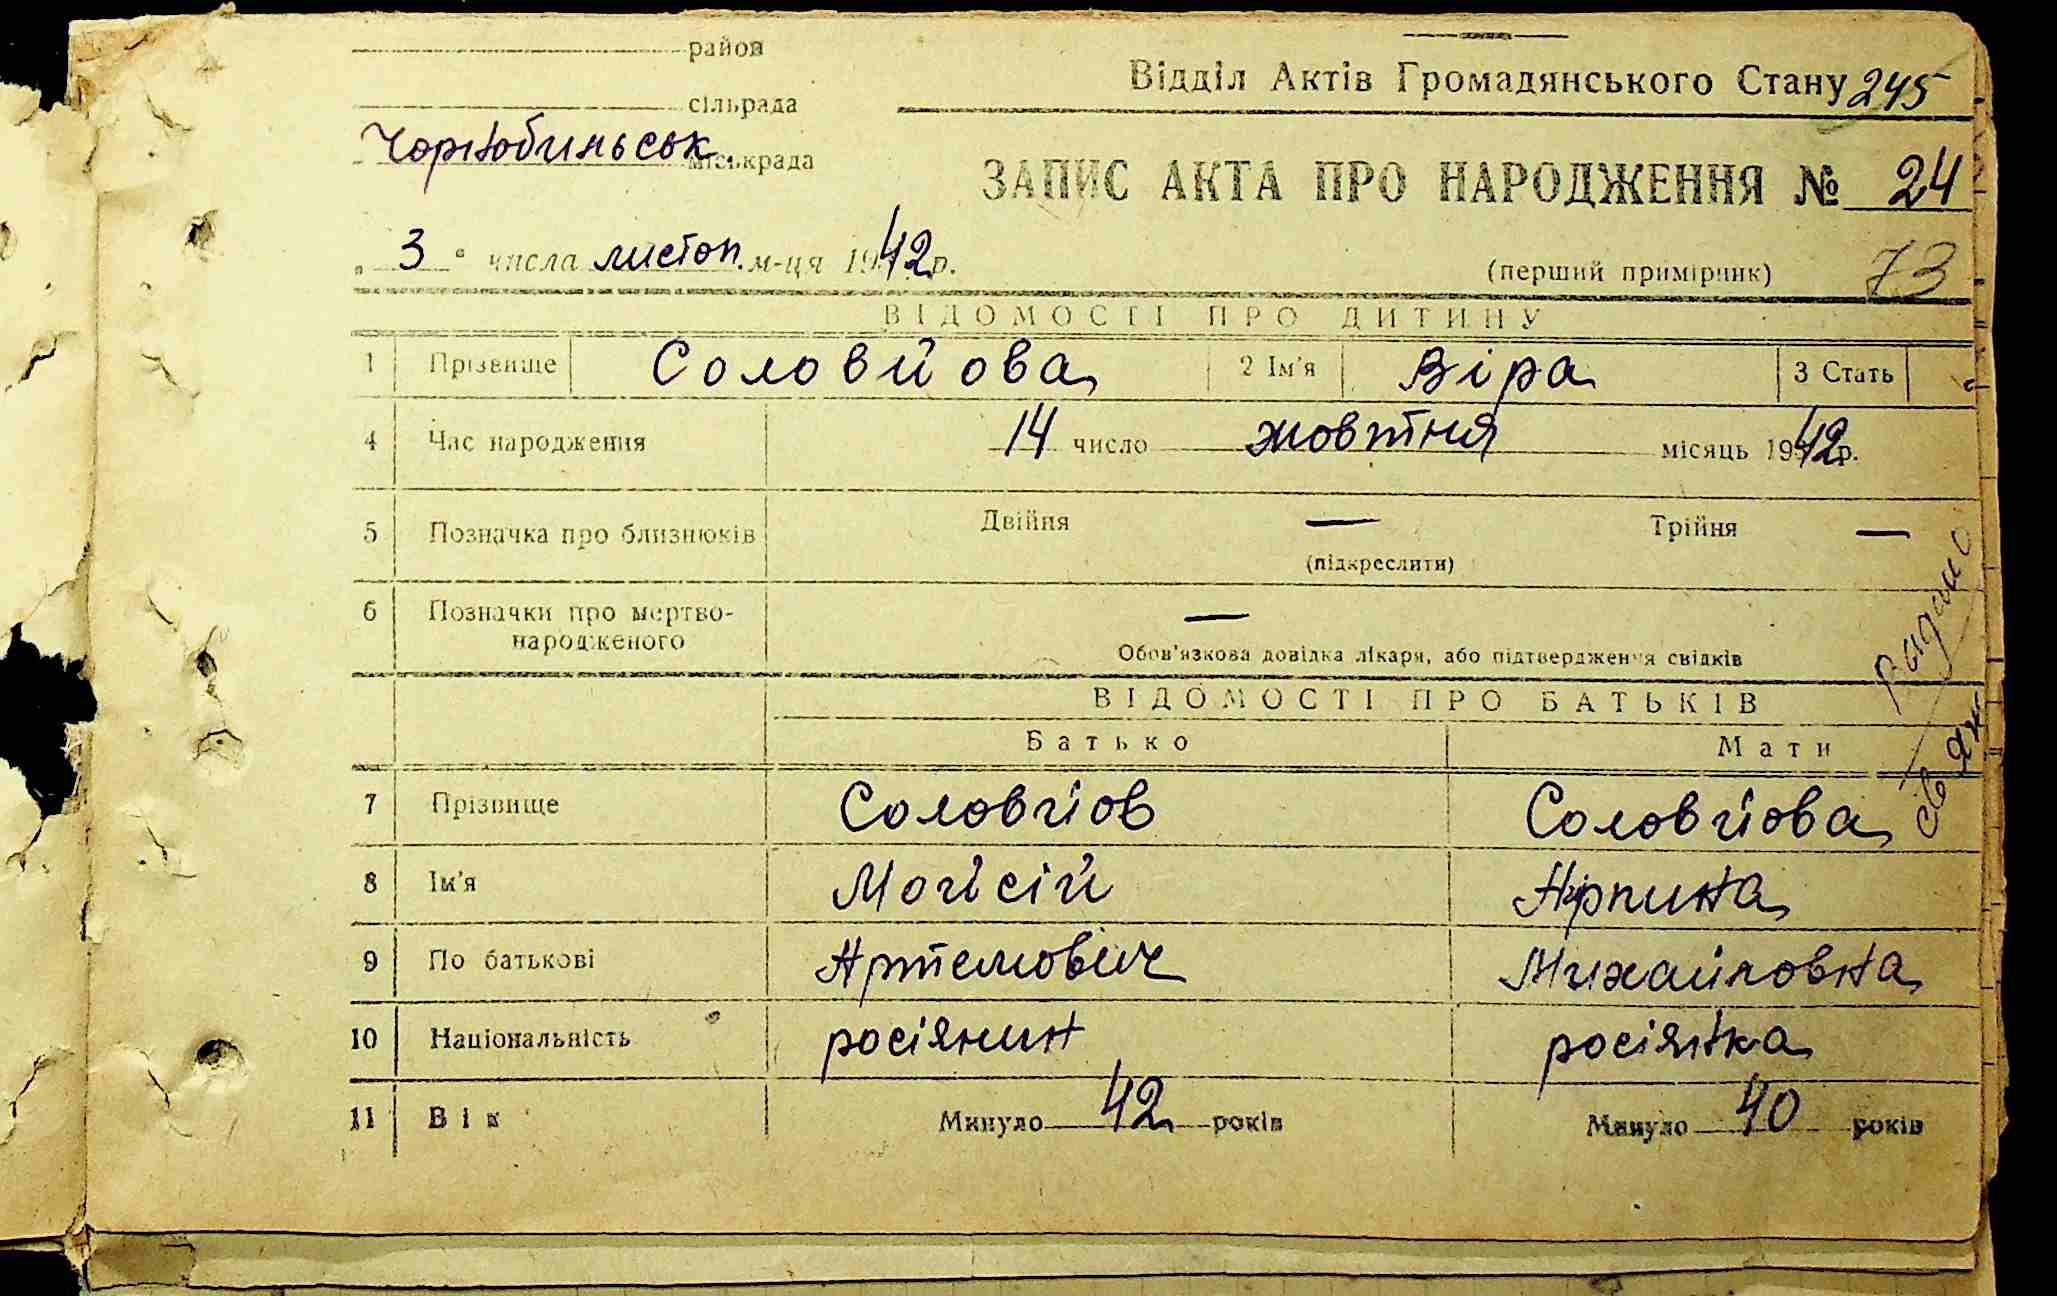 район
Відділ Актів Громадянського Стану 245
сільрада
Чорнобильськ. міськрада
ЗАПИС АКТА ПРО НАРОДЖЕННЯ № 24
„ 3 " числа листоп. м-ця 1942 р.
(перший примірник) 73
ВІДОМОСТІ ПРО ДИТИНУ
1 Прізвище Соловйова 2 Ім'я Віра 3 Стать
4 Час народження 14 число жовтня місяць 1942 р.
5 Позначка про близнюків Двійня — Трійня —
(підкреслити)
6 Позначки про мертво-
народженого —
Обов'язкова довідка лікаря, або підтвердження свідків
ВІДОМОСТІ ПРО БАТЬКІВ
Батько Мати
7 Прізвище Соловйов Соловйова
8 Ім'я Мойсій
9 По батькові Артемович Михайловна
10 Національність росіянин росіянка
11 Вік Минуло 42 років Минуло 40 років